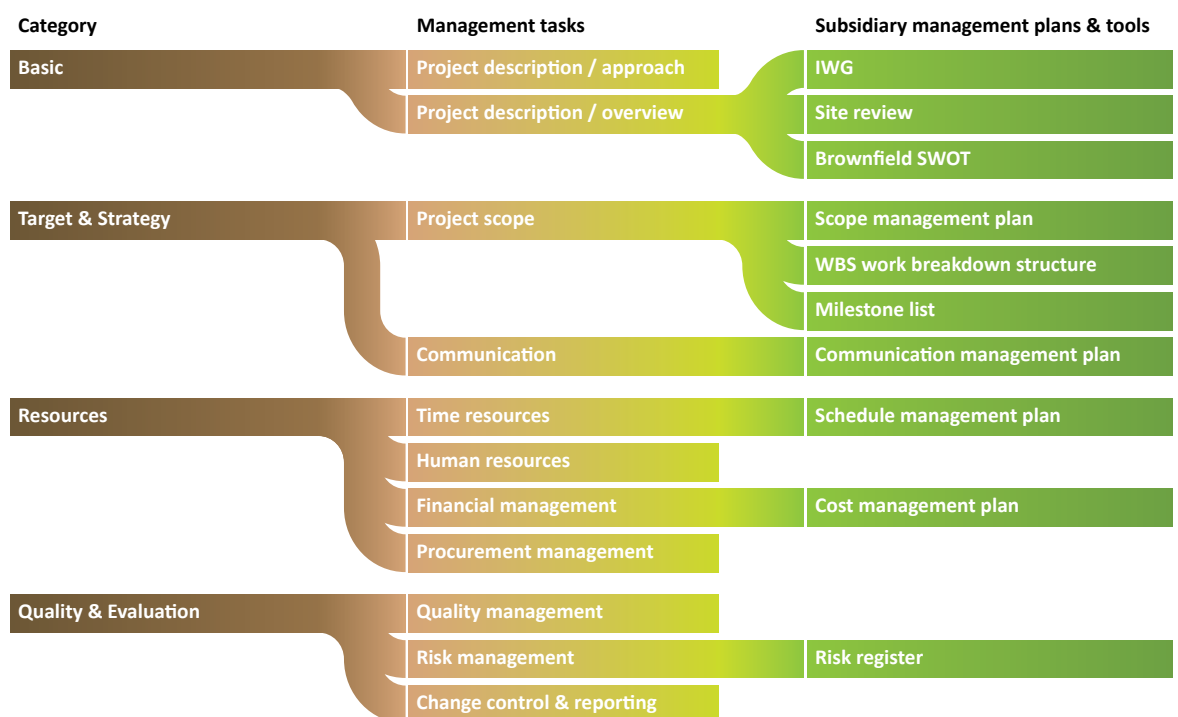 Category Management tasks Subsidiary management plans & tools
Basic Project description / approach IWG
Project description / overview Site review
Brownfield SWOT
Target & Strategy Project scope Scope management plan
WBS work breakdown structure
Milestone list
Communication Communication management plan
Resources Time resources Schedule management plan
Human resources
Financial management Cost management plan
Procurement management
Quality & Evaluation Quality management
Risk management Risk register
Change control & reporting